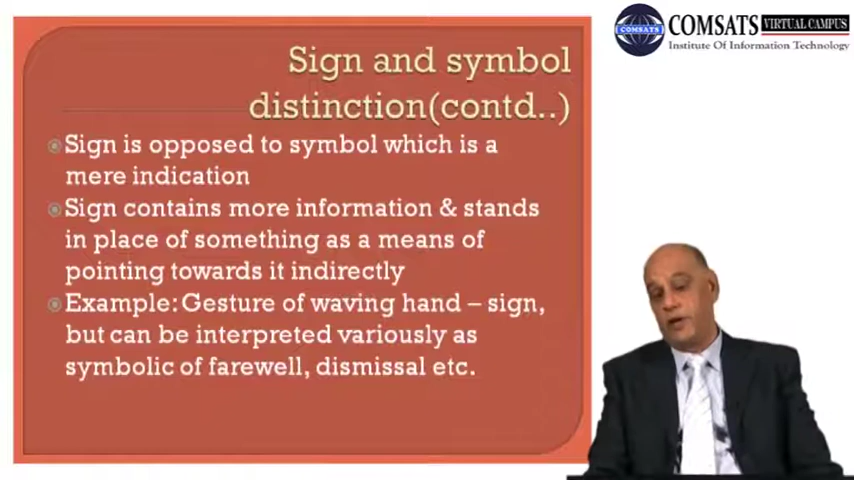 Sign and symbol
distinction(contd..)
Sign is opposed to symbol which is a
mere indication
Sign contains more information & stands
in place of something as a means of
pointing towards it indirectly
Example: Gesture of waving hand – sign,
but can be interpreted variously as
symbolic of farewell, dismissal etc.
COMSATS VIRTUAL CAMPUS
Institute Of Information Technology
COMSATS